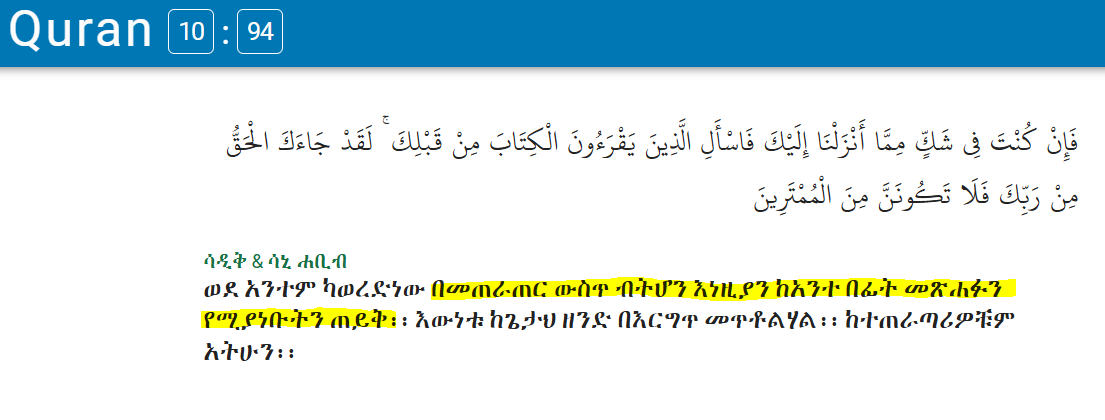 Quran 10 : 94
فَإِنْ كُنْتَ فِي شَكٍّ مِمَّا أَنْزَلْنَا إِلَيْكَ فَاسْأَلِ الَّذِينَ يَقْرَءُونَ الْكِتَابَ مِنْ قَبْلِكَ ۚ لَقَدْ جَاءَكَ الْحَقُّ
مِنْ رَبِّكَ فَلَا تَكُونَنَّ مِنَ الْمُمْتَرِينَ
ሳዲቅ & ሳኒ ሐቢብ
ወደ አንተም ካወረድነው በመጠራጠር ውስጥ ብትሆን እነዚያን ከአንተ በፊት መጽሐፉን
የሚያነቡትን ጠይቅ፡፡ እውነቱ ከጌታህ ዘንድ በእርግጥ መጥቶልሃል፡፡ ከተጠራጣሪዎቹም
አትሁን፡፡